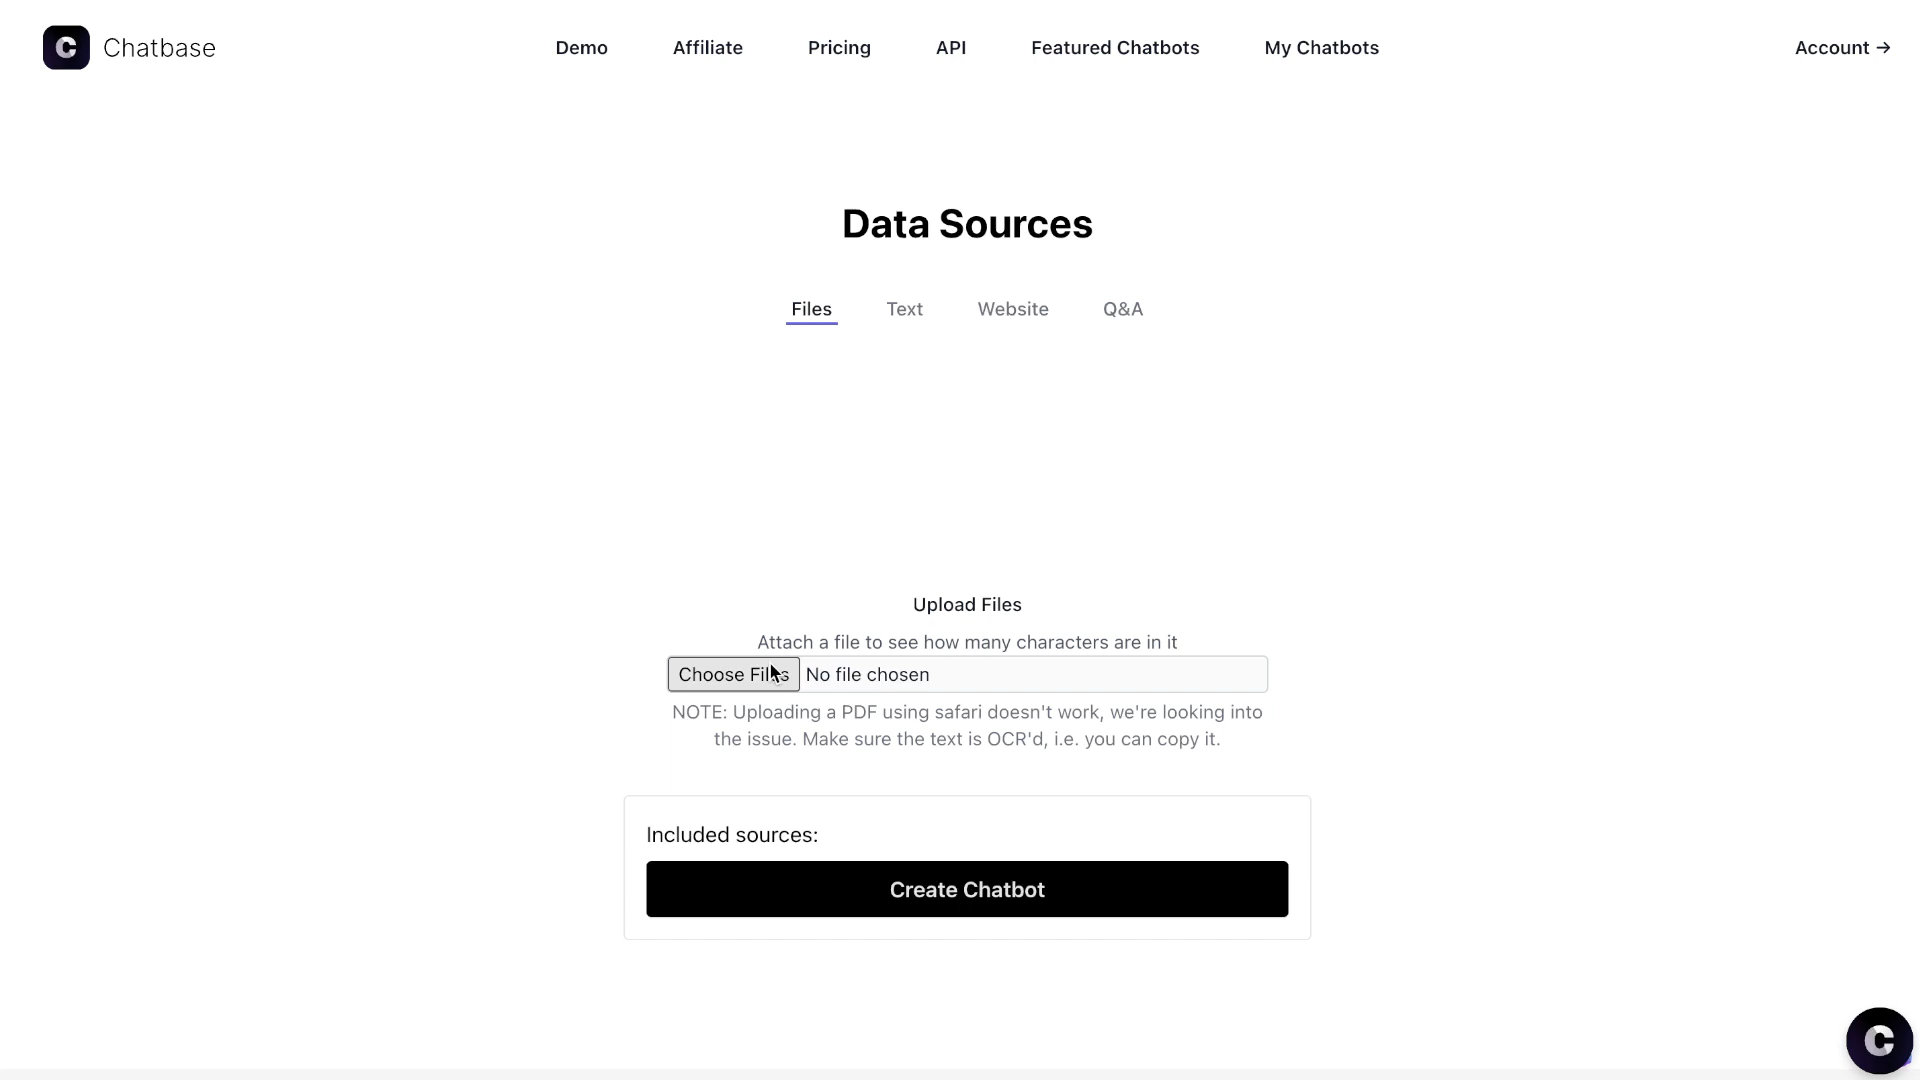 Chatbase
Demo
Affiliate
Pricing
API
Featured Chatbots
My Chatbots
Account →
Data Sources
Files
Text
Website
Q&A
Upload Files
Attach a file to see how many characters are in it
Choose Files
No file chosen
NOTE: Uploading a PDF using safari doesn't work, we're looking into
the issue. Make sure the text is OCR'd, i.e. you can copy it.
Included sources:
Create Chatbot